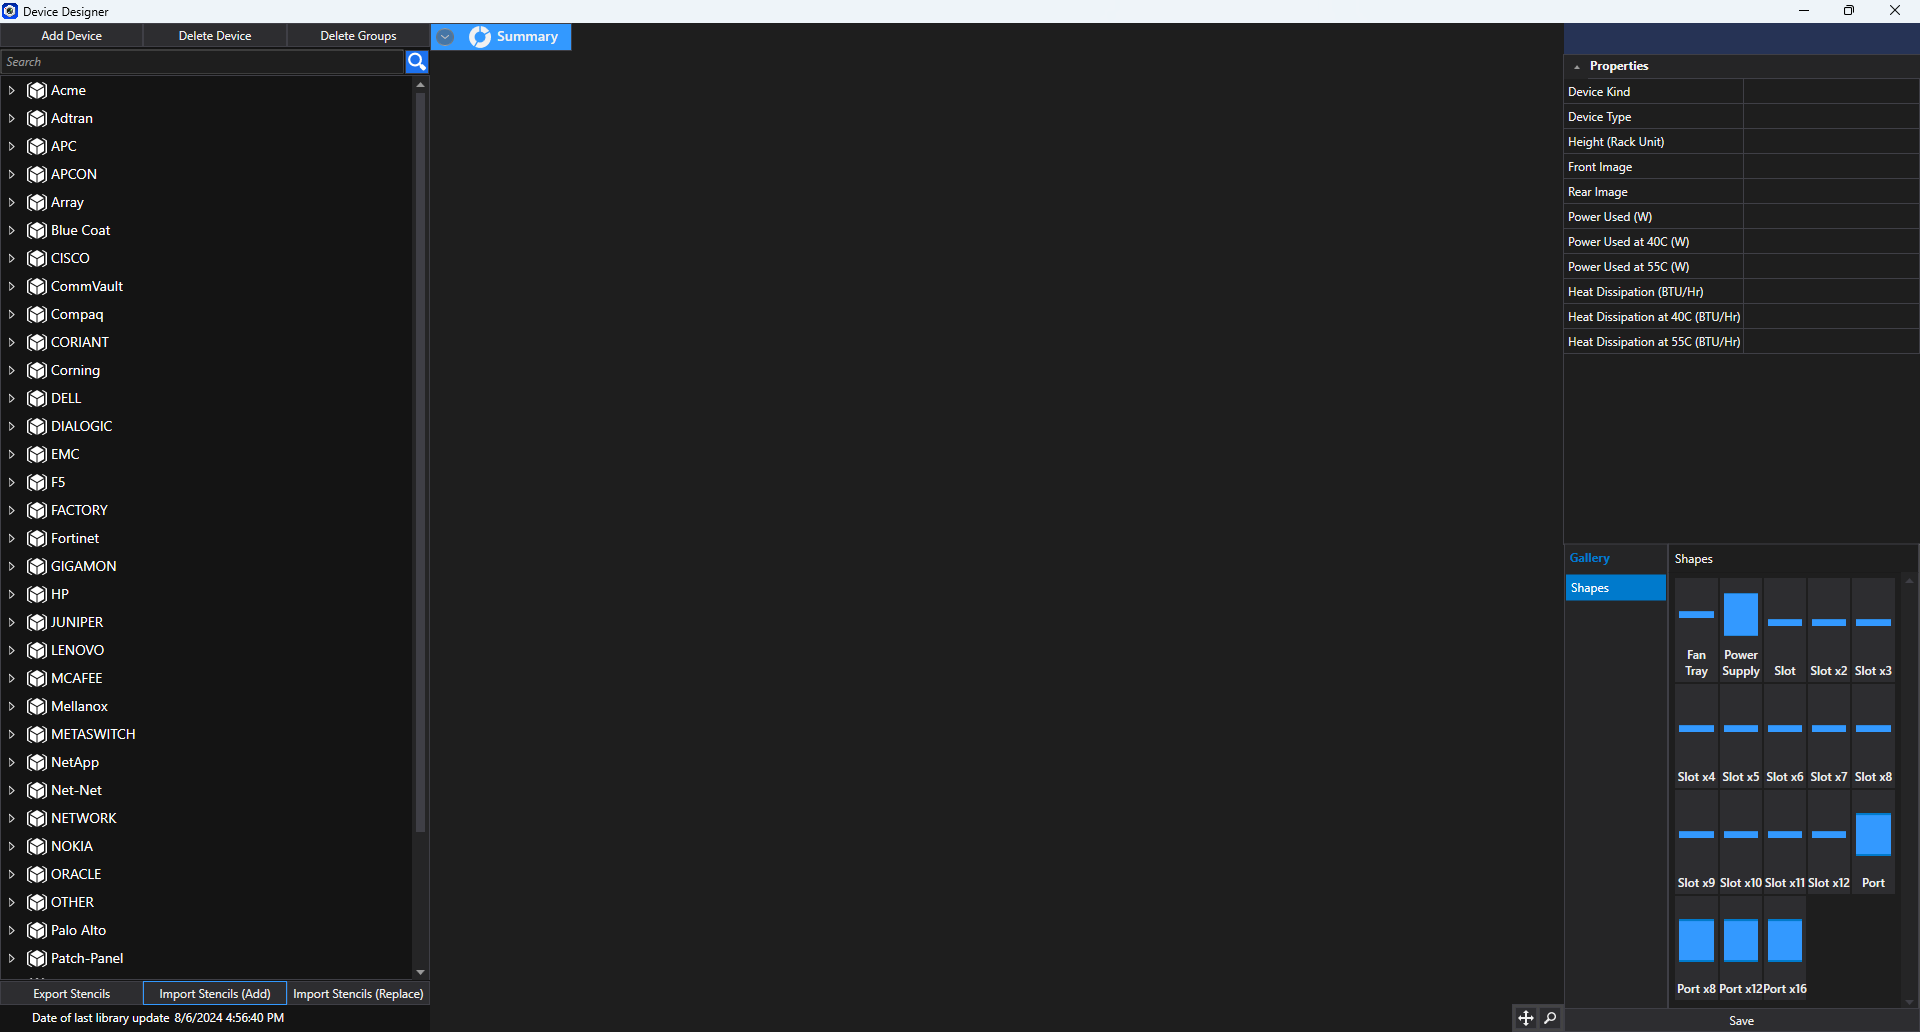 Device Designer
Add Device
Delete Device
Delete Groups
Search
Summary
Acme
Adtran
APC
APCON
Array
Blue Coat
CISCO
CommVault
Compaq
CORIANT
Corning
DELL
DIALOGIC
EMC
F5
FACTORY
Fortinet
GIGAMON
HP
JUNIPER
LENOVO
MCAFEE
Mellanox
METASWITCH
NetApp
Net-Net
NETWORK
NOKIA
ORACLE
OTHER
Palo Alto
Patch-Panel
Export Stencils
Import Stencils (Add)
Import Stencils (Replace)
Date of last library update 8/6/2024 4:56:40 PM
Properties
Device Kind
Device Type
Height (Rack Unit)
Front Image
Rear Image
Power Used (W)
Power Used at 40C (W)
Power Used at 55C (W)
Heat Dissipation (BTU/Hr)
Heat Dissipation at 40C (BTU/Hr)
Heat Dissipation at 55C (BTU/Hr)
Gallery
Shapes
Shapes
Fan
Tray
Power
Supply
Slot
Slot x2
Slot x3
Slot x4
Slot x5
Slot x6
Slot x7
Slot x8
Slot x9
Slot x10
Slot x11
Slot x12
Port
Port x8
Port x12
Port x16
Save